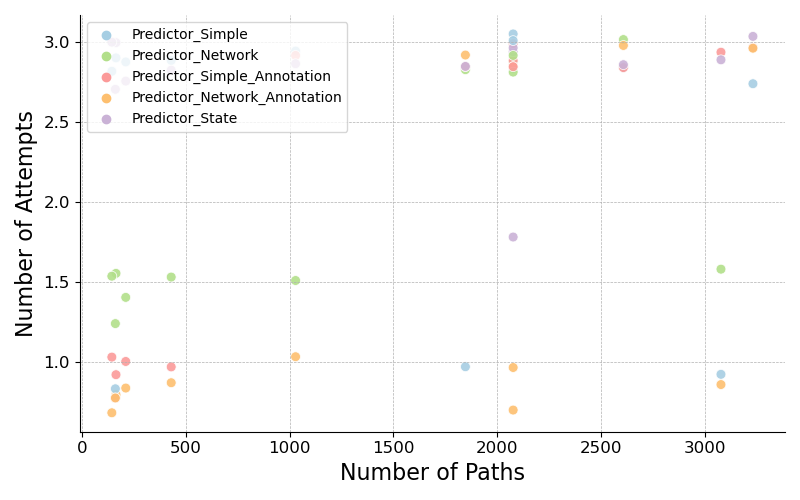 Predictor_Simple
Predictor_Network
Predictor_Simple_Annotation
Predictor_Network_Annotation
Predictor_State
Number of Attempts
3.0
2.5
2.0
1.5
1.0
0
500
1000
1500
2000
2500
3000
Number of Paths